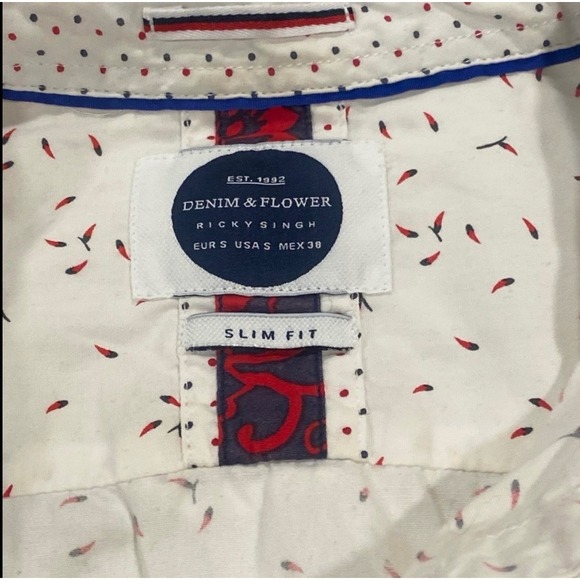 EST. 1992
DENIM & FLOWER
RICKY SINGH
EUR S USA S MEX 38
SLIM FIT